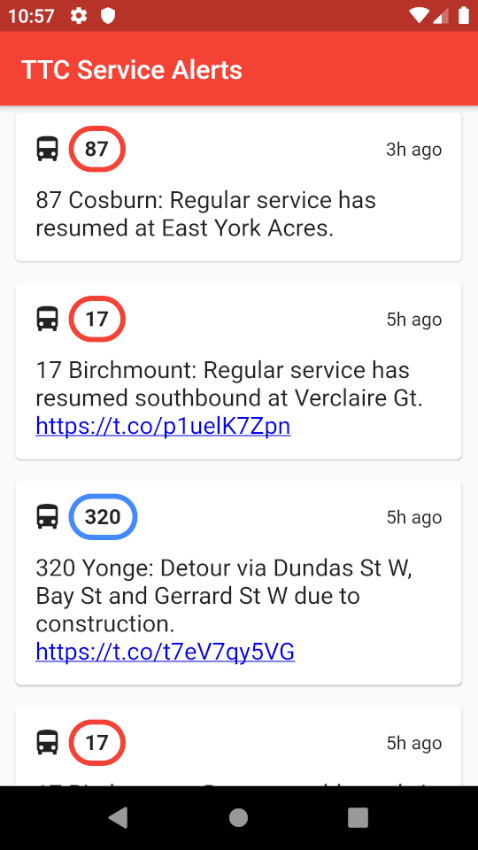 10:57
TTC Service Alerts
87
3h ago
87 Cosburn: Regular service has
resumed at East York Acres.
17
5h ago
17 Birchmount: Regular service has
resumed southbound at Verclaire Gt.
https://t.co/p1uelK7Zpn
320
5h ago
320 Yonge: Detour via Dundas St W,
Bay St and Gerrard St W due to
construction.
https://t.co/t7eV7qy5VG
17
5h ago